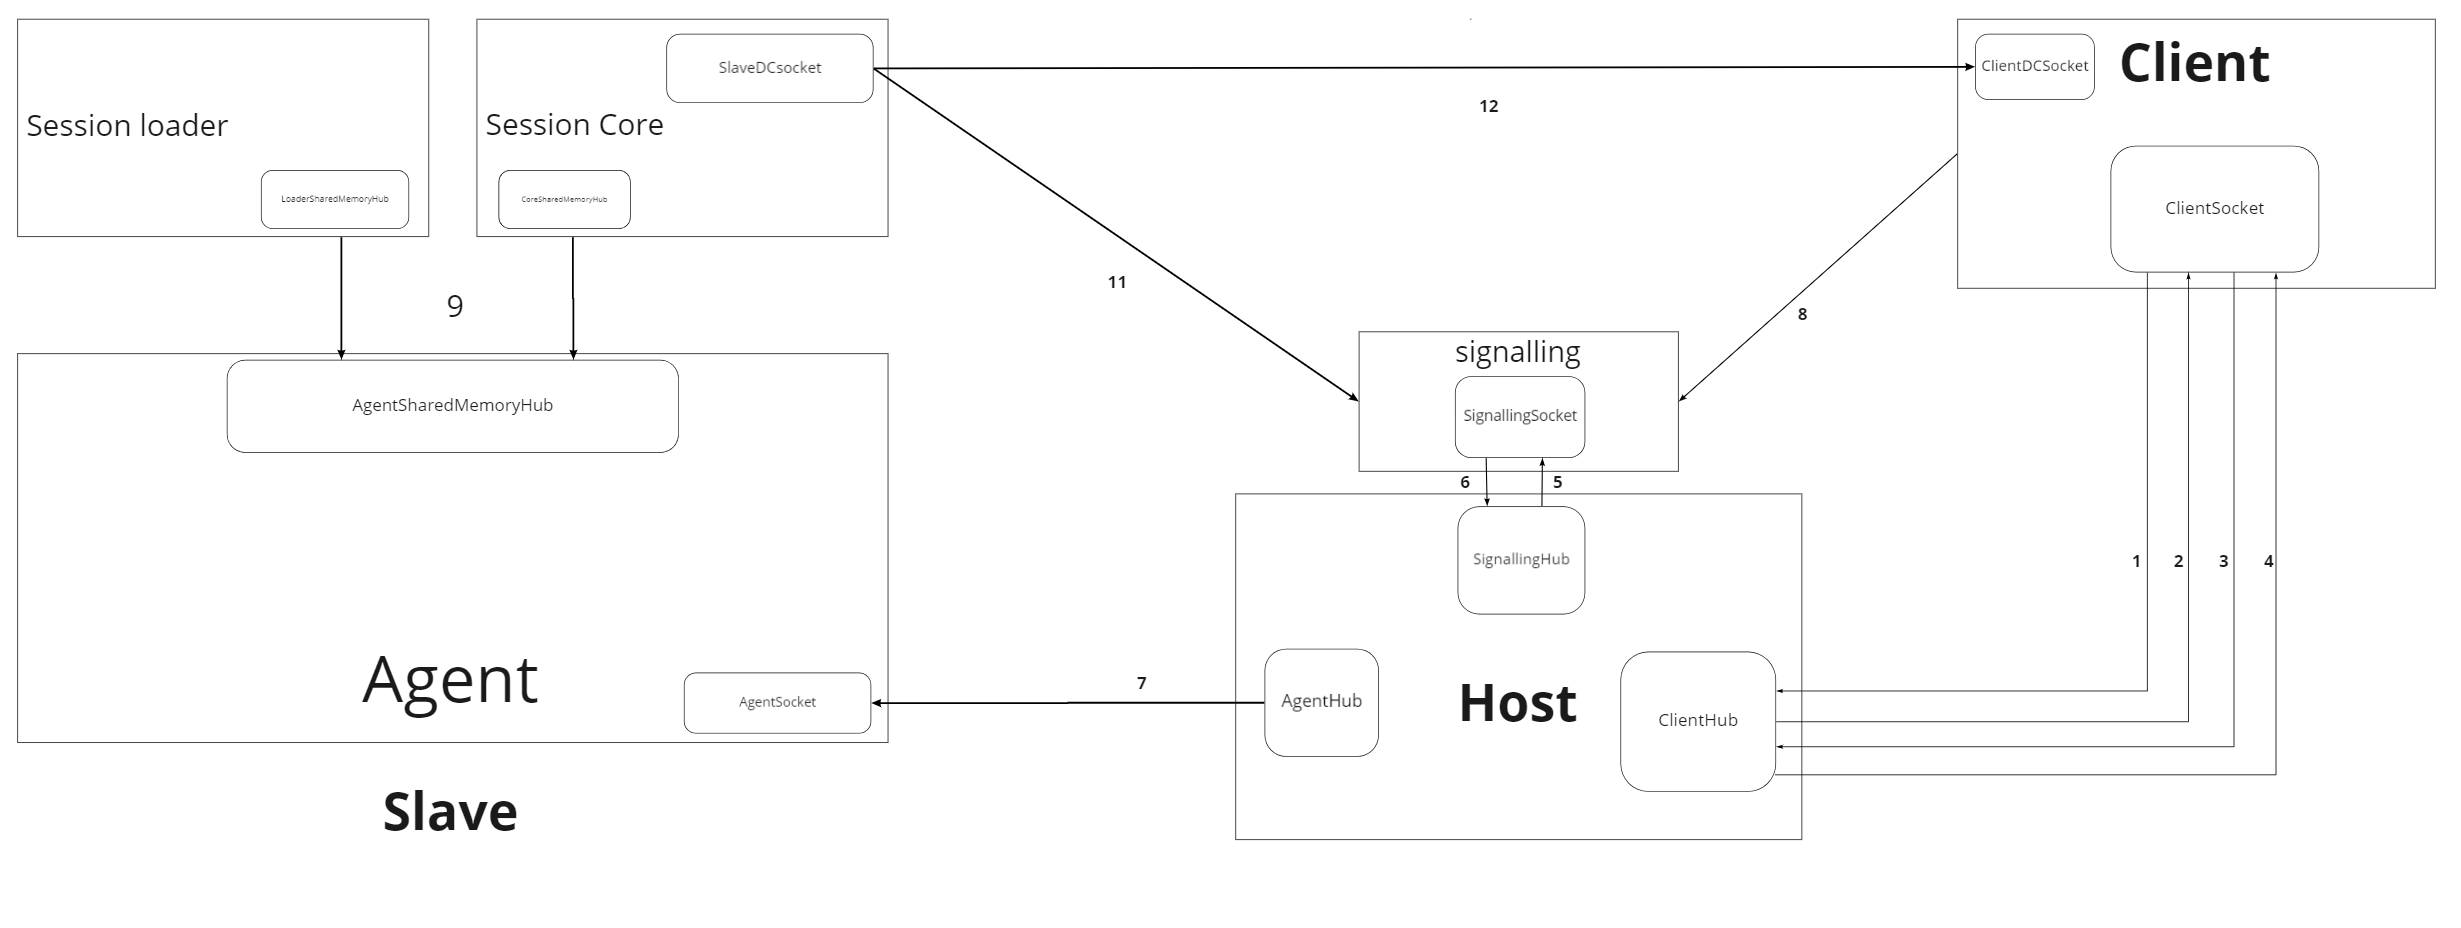 SlaveDCsocket
ClientDCSocket
Client
12
Session loader
Session Core
LoaderSharedMemoryHub
CoreSharedMemoryHub
ClientSocket
11
9
8
signalling
AgentSharedMemoryHub
SignallingSocket
6
5
SignallingHub
1
2
3
4
Agent
7
AgentSocket
AgentHub
Host
ClientHub
Slave